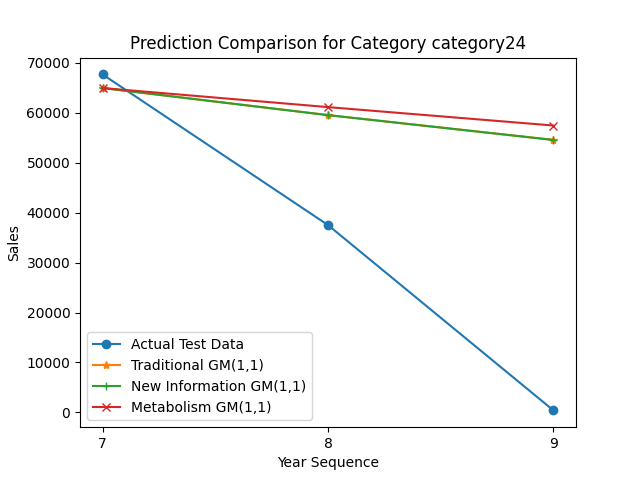 Prediction Comparison for Category category24
70000
60000
50000
40000
30000
20000
10000
0
Sales
Actual Test Data
Traditional GM(1,1)
New Information GM(1,1)
Metabolism GM(1,1)
7
8
9
Year Sequence